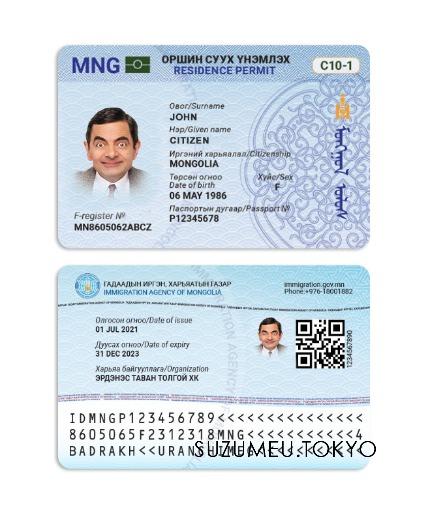 MNG
ОРШИН СУУХ ҮНЭМЛЭХ
RESIDENCE PERMIT
C10-1
Овог/Surname
JOHN
Нэр/Given name
CITIZEN
Иргэний харьяалал/Citizenship
MONGOLIA
Төрсөн огноо
Date of birth
Хүйс/Sex
06 MAY 1986
F
Паспортын дугаар/Passport №
P12345678
F-register №
MN8605062ABCZ
ГАДААДЫН ИРГЭН, ХАРЬЯАТЫН ГАЗАР
IMMIGRATION AGENCY OF MONGOLIA
immigration.gov.mn
Phone:+976-18001882
Олгосон огноо/Date of issue
01 JUL 2021
Дуусах огноо/Date of expiry
31 DEC 2023
Харьяа байгууллага/Organization
ЭРДЭНЭС ТАВАН ТОЛГОЙ ХК
1234567890
IDMNGP123456789<<<<<<<<<<<<<<<
8605065F2312318MNG<<<<<<<<<<<4
BADRAKH<<URANSHIMEG
SUZUMEU.TOKYO